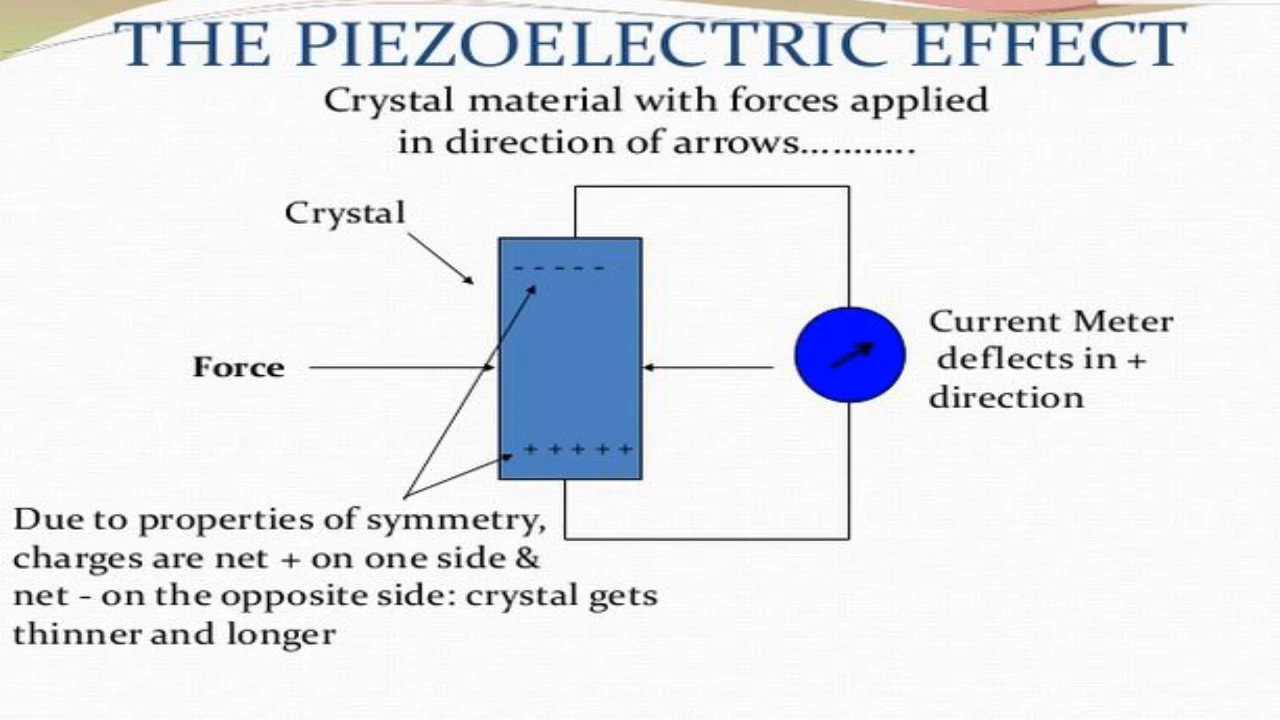 THE PIEZOELECTRIC EFFECT
Crystal material with forces applied
in direction of arrows...........
Crystal
- - - - -
Force
Current Meter
deflects in +
direction
+ + + + +
Due to properties of symmetry,
charges are net + on one side &
net - on the opposite side: crystal gets
thinner and longer